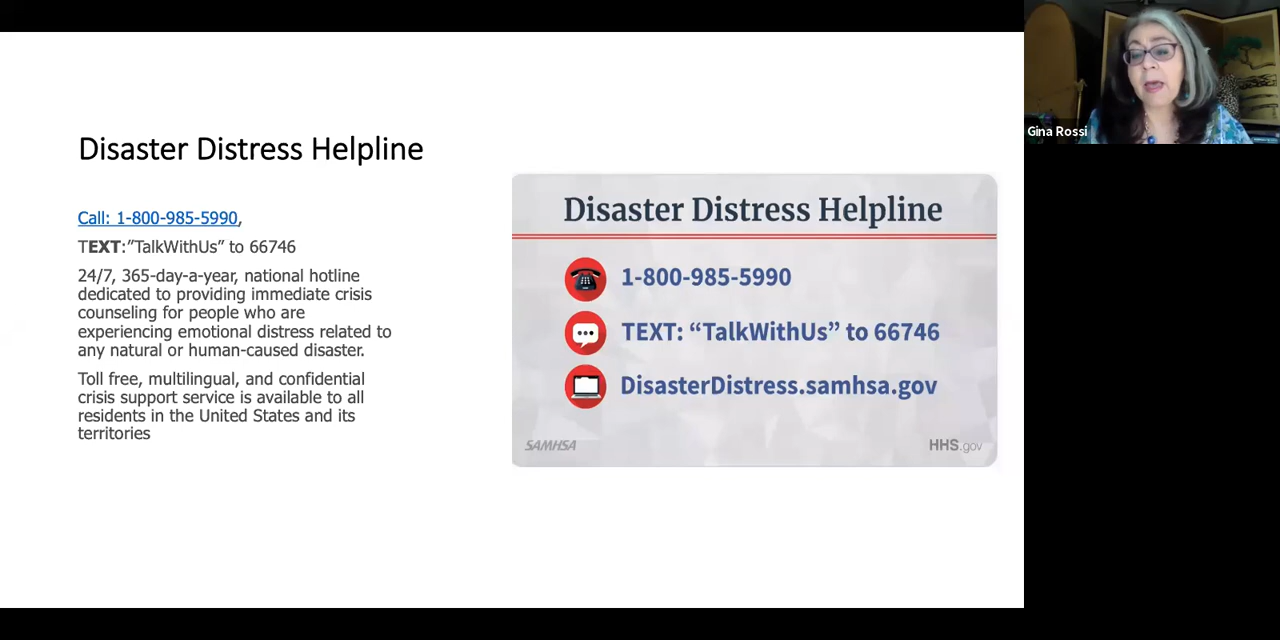 Disaster Distress Helpline
Call: 1-800-985-5990,
TEXT:”TalkWithUs” to 66746
24/7, 365-day-a-year, national hotline
dedicated to providing immediate crisis
counseling for people who are
experiencing emotional distress related to
any natural or human-caused disaster.
Toll free, multilingual, and confidential
crisis support service is available to all
residents in the United States and its
territories
Disaster Distress Helpline
1-800-985-5990
TEXT: “TalkWithUs” to 66746
DisasterDistress.samhsa.gov
SAMHSA
HHS.gov
Gina Rossi